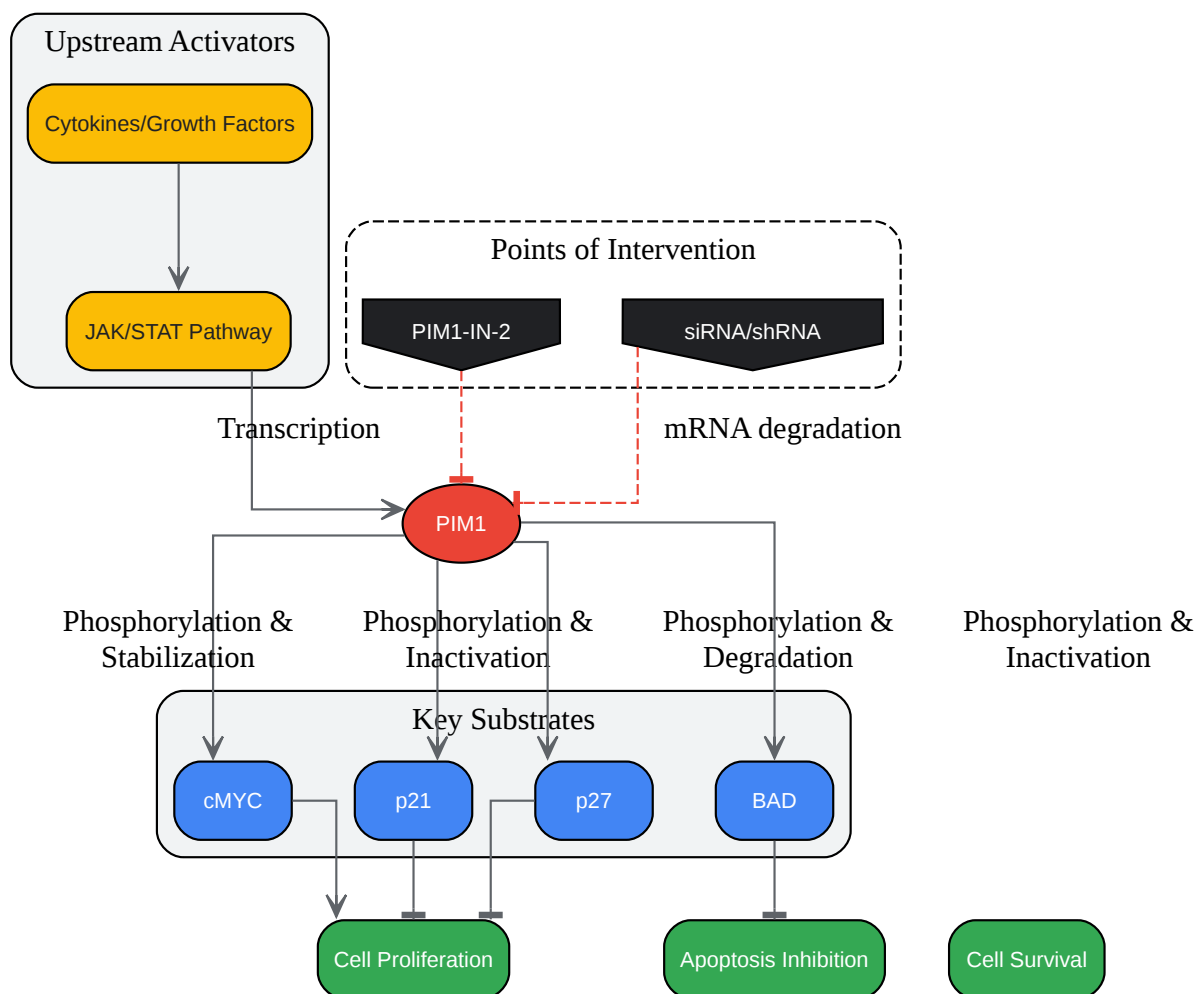 Upstream Activators
Cytokines/Growth Factors
JAK/STAT Pathway
Points of Intervention
PIM1-IN-2
siRNA/shRNA
Transcription
mRNA degradation
PIM1
Phosphorylation &
Stabilization
Phosphorylation &
Inactivation
Phosphorylation &
Degradation
Phosphorylation &
Inactivation
Key Substrates
cMYC
p21
p27
BAD
Cell Proliferation
Apoptosis Inhibition
Cell Survival